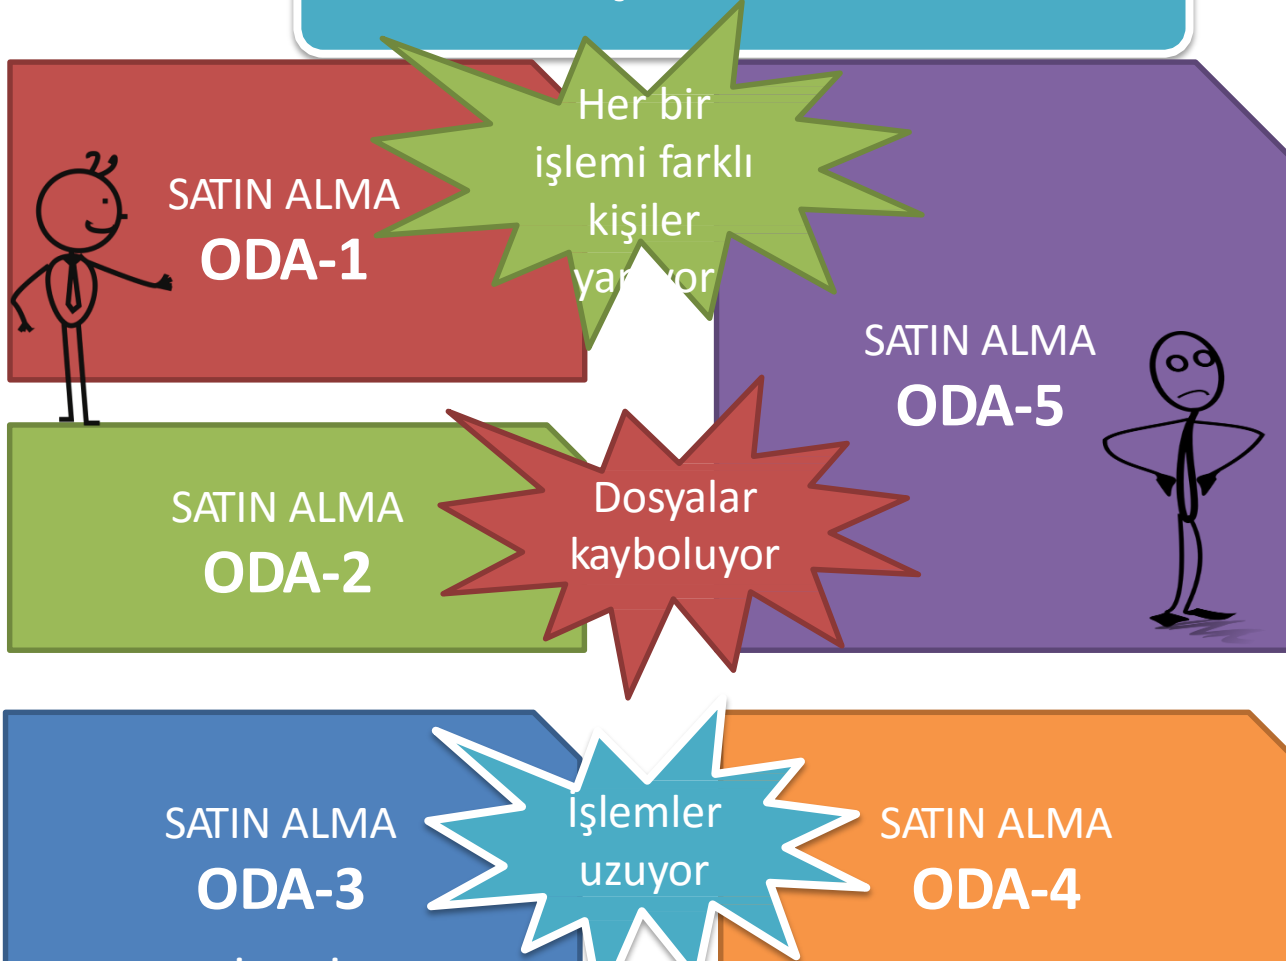 SATIN ALMA
ODA-1
Her bir
işlemi farklı
kişiler
SATIN ALMA
ODA-5
SATIN ALMA
ODA-2
Dosyalar
kayboluyor
SATIN ALMA
ODA-3
İşlemler
uzuyor
SATIN ALMA
ODA-4